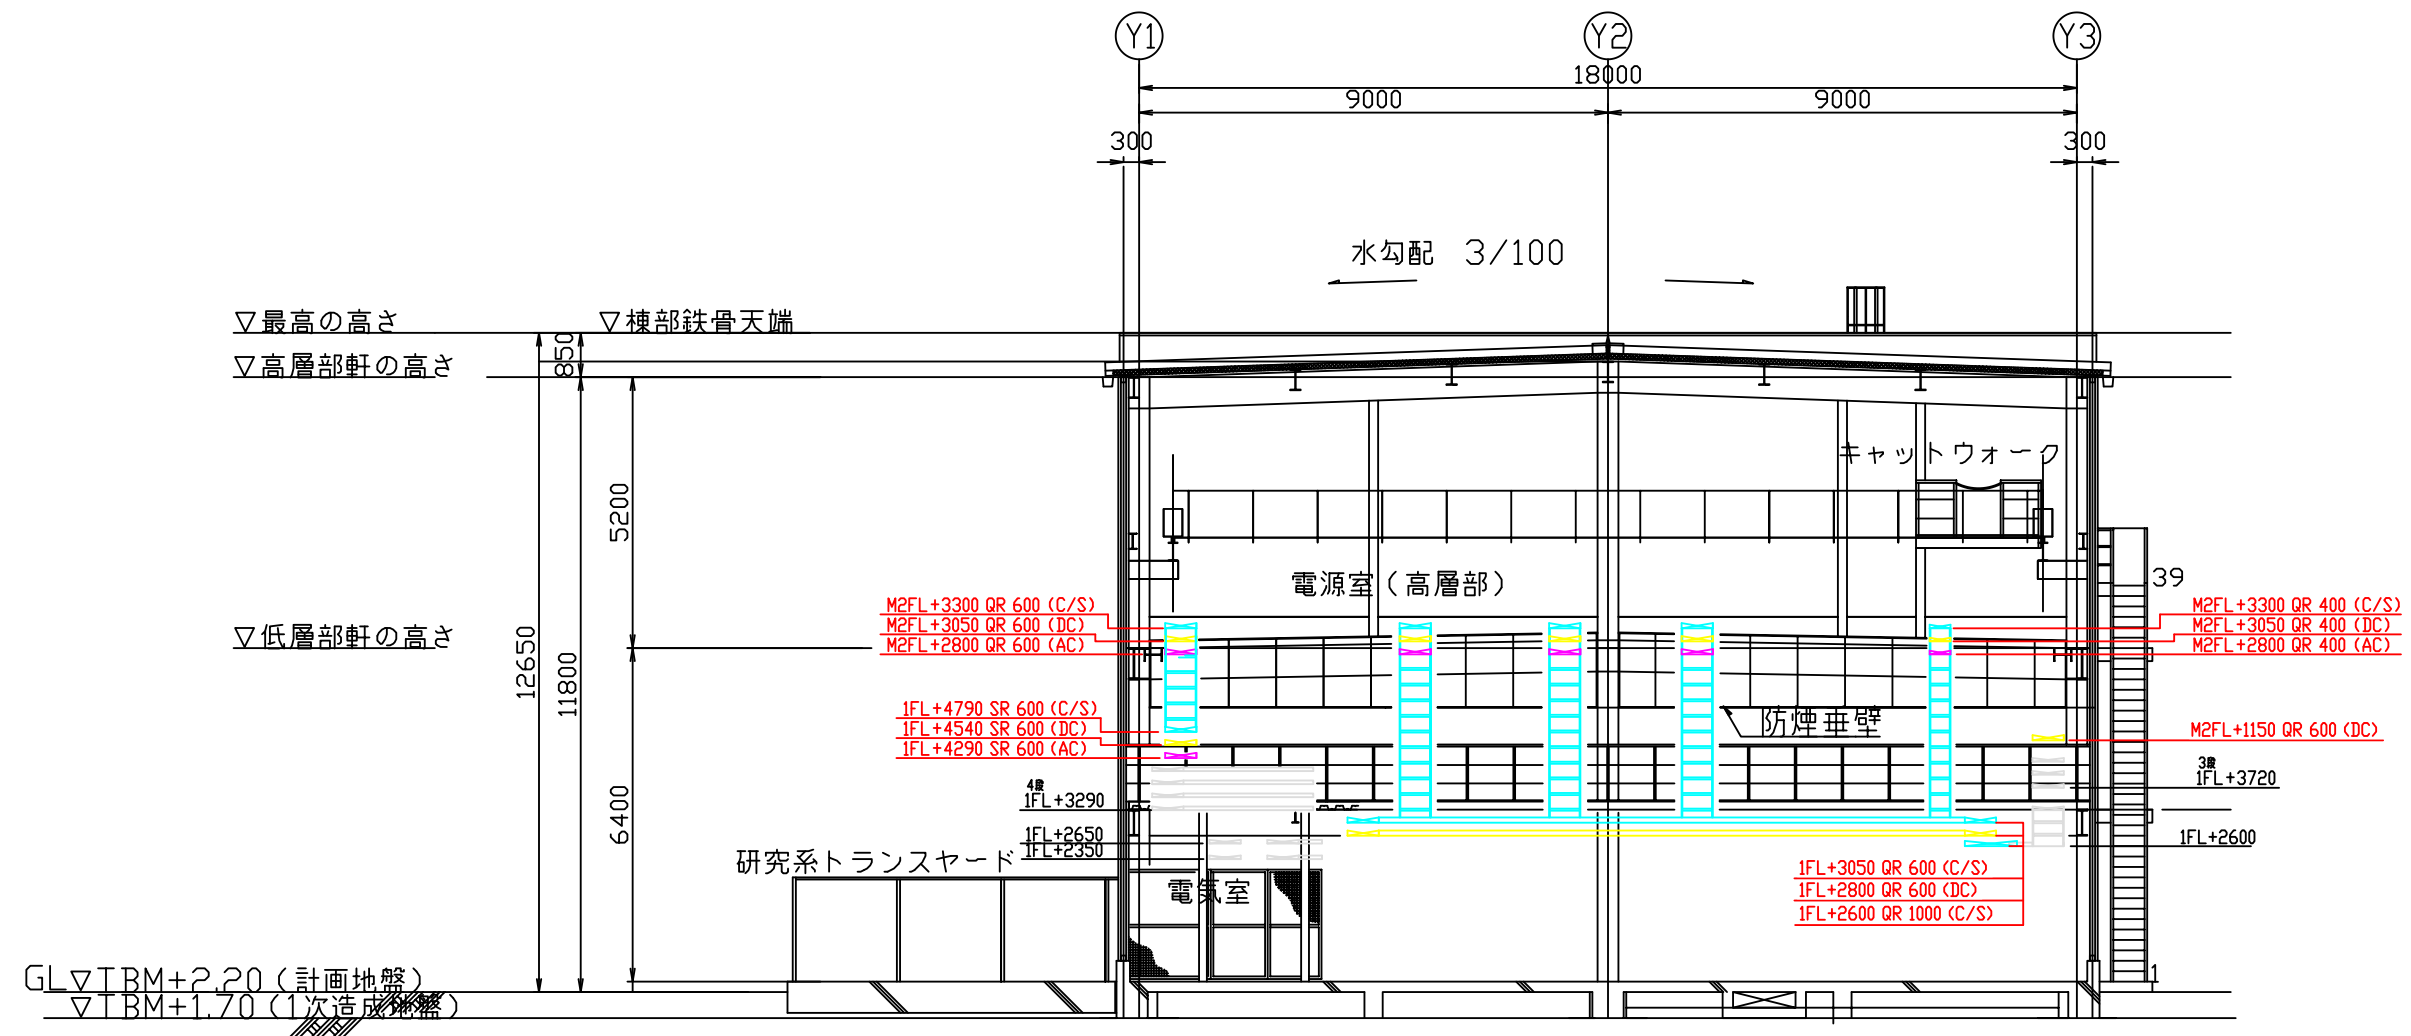 Y1 Y2 Y3
18000
9000 9000
300 300
水勾配 3/100
▽最高の高さ ▽棟部鉄骨天端
850
▽高層部軒の高さ
キャットウォーク
5200
電源室(高層部)
39
M2FL+3300 QR 600 (C/S)
M2FL+3050 QR 600 (DC)
M2FL+2800 QR 600 (AC)
M2FL+3300 QR 400 (C/S)
M2FL+3050 QR 400 (DC)
M2FL+2800 QR 400 (AC)
▽低層部軒の高さ
12650
11800
1FL+4790 SR 600 (C/S)
1FL+4540 SR 600 (DC)
1FL+4290 SR 600 (AC)
防煙垂壁
M2FL+1150 QR 600 (DC)
3段
1FL+3720
4段
1FL+3290
6400
1FL+2650
1FL+2350
1FL+2600
研究系トランスヤード
電気室
1FL+3050 QR 600 (C/S)
1FL+2800 QR 600 (DC)
1FL+2600 QR 1000 (C/S)
1
GL▽TBM+2.20(計画地盤)
▽TBM+1.70(1次造成地盤)